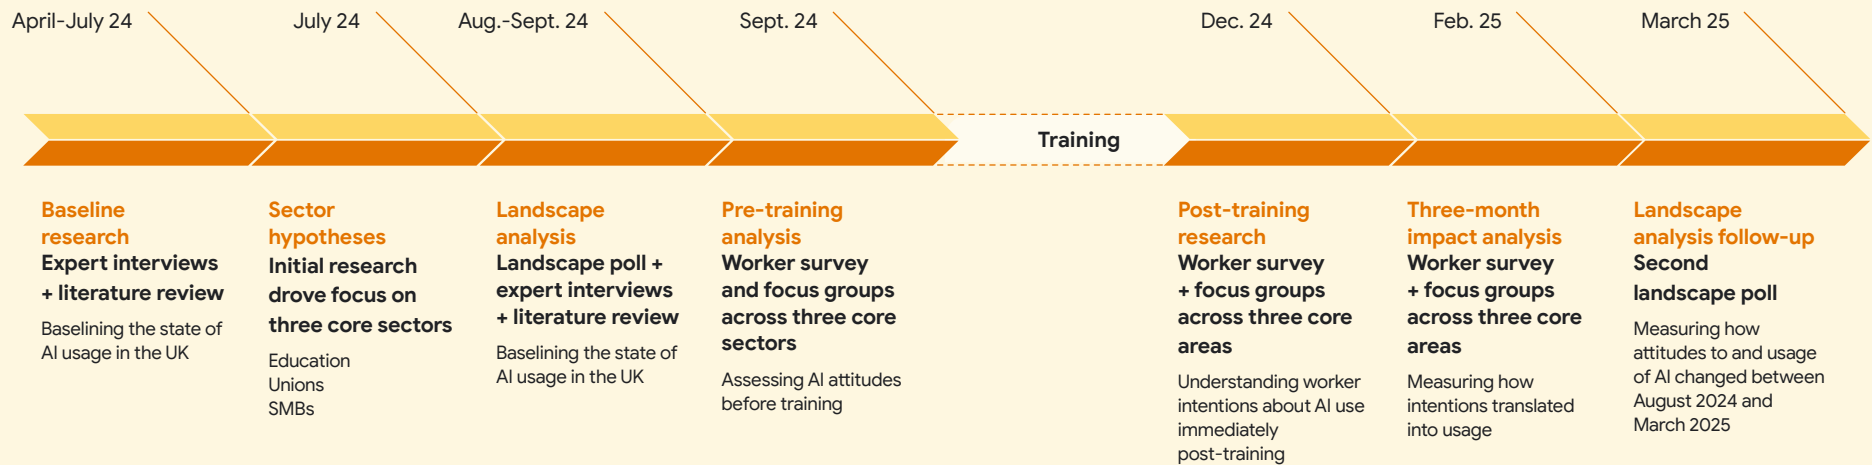 April-July 24
July 24
Aug.-Sept. 24
Sept. 24
Dec. 24
Feb. 25
March 25
Training
Baseline
research
Expert interviews
+ literature review
Baselining the state of
AI usage in the UK
Sector
hypotheses
Initial research
drove focus on
three core sectors
Education
Unions
SMBs
Landscape
analysis
Landscape poll +
expert interviews
+ literature review
Baselining the state of
AI usage in the UK
Pre-training
analysis
Worker survey
and focus groups
across three core
sectors
Assessing AI attitudes
before training
Post-training
research
Worker survey
+ focus groups
across three core
areas
Understanding worker
intentions about AI use
immediately
post-training
Three-month
impact analysis
Worker survey
+ focus groups
across three core
areas
Measuring how
intentions translated
into usage
Landscape
analysis follow-up
Second
landscape poll
Measuring how
attitudes to and usage
of AI changed between
August 2024 and
March 2025